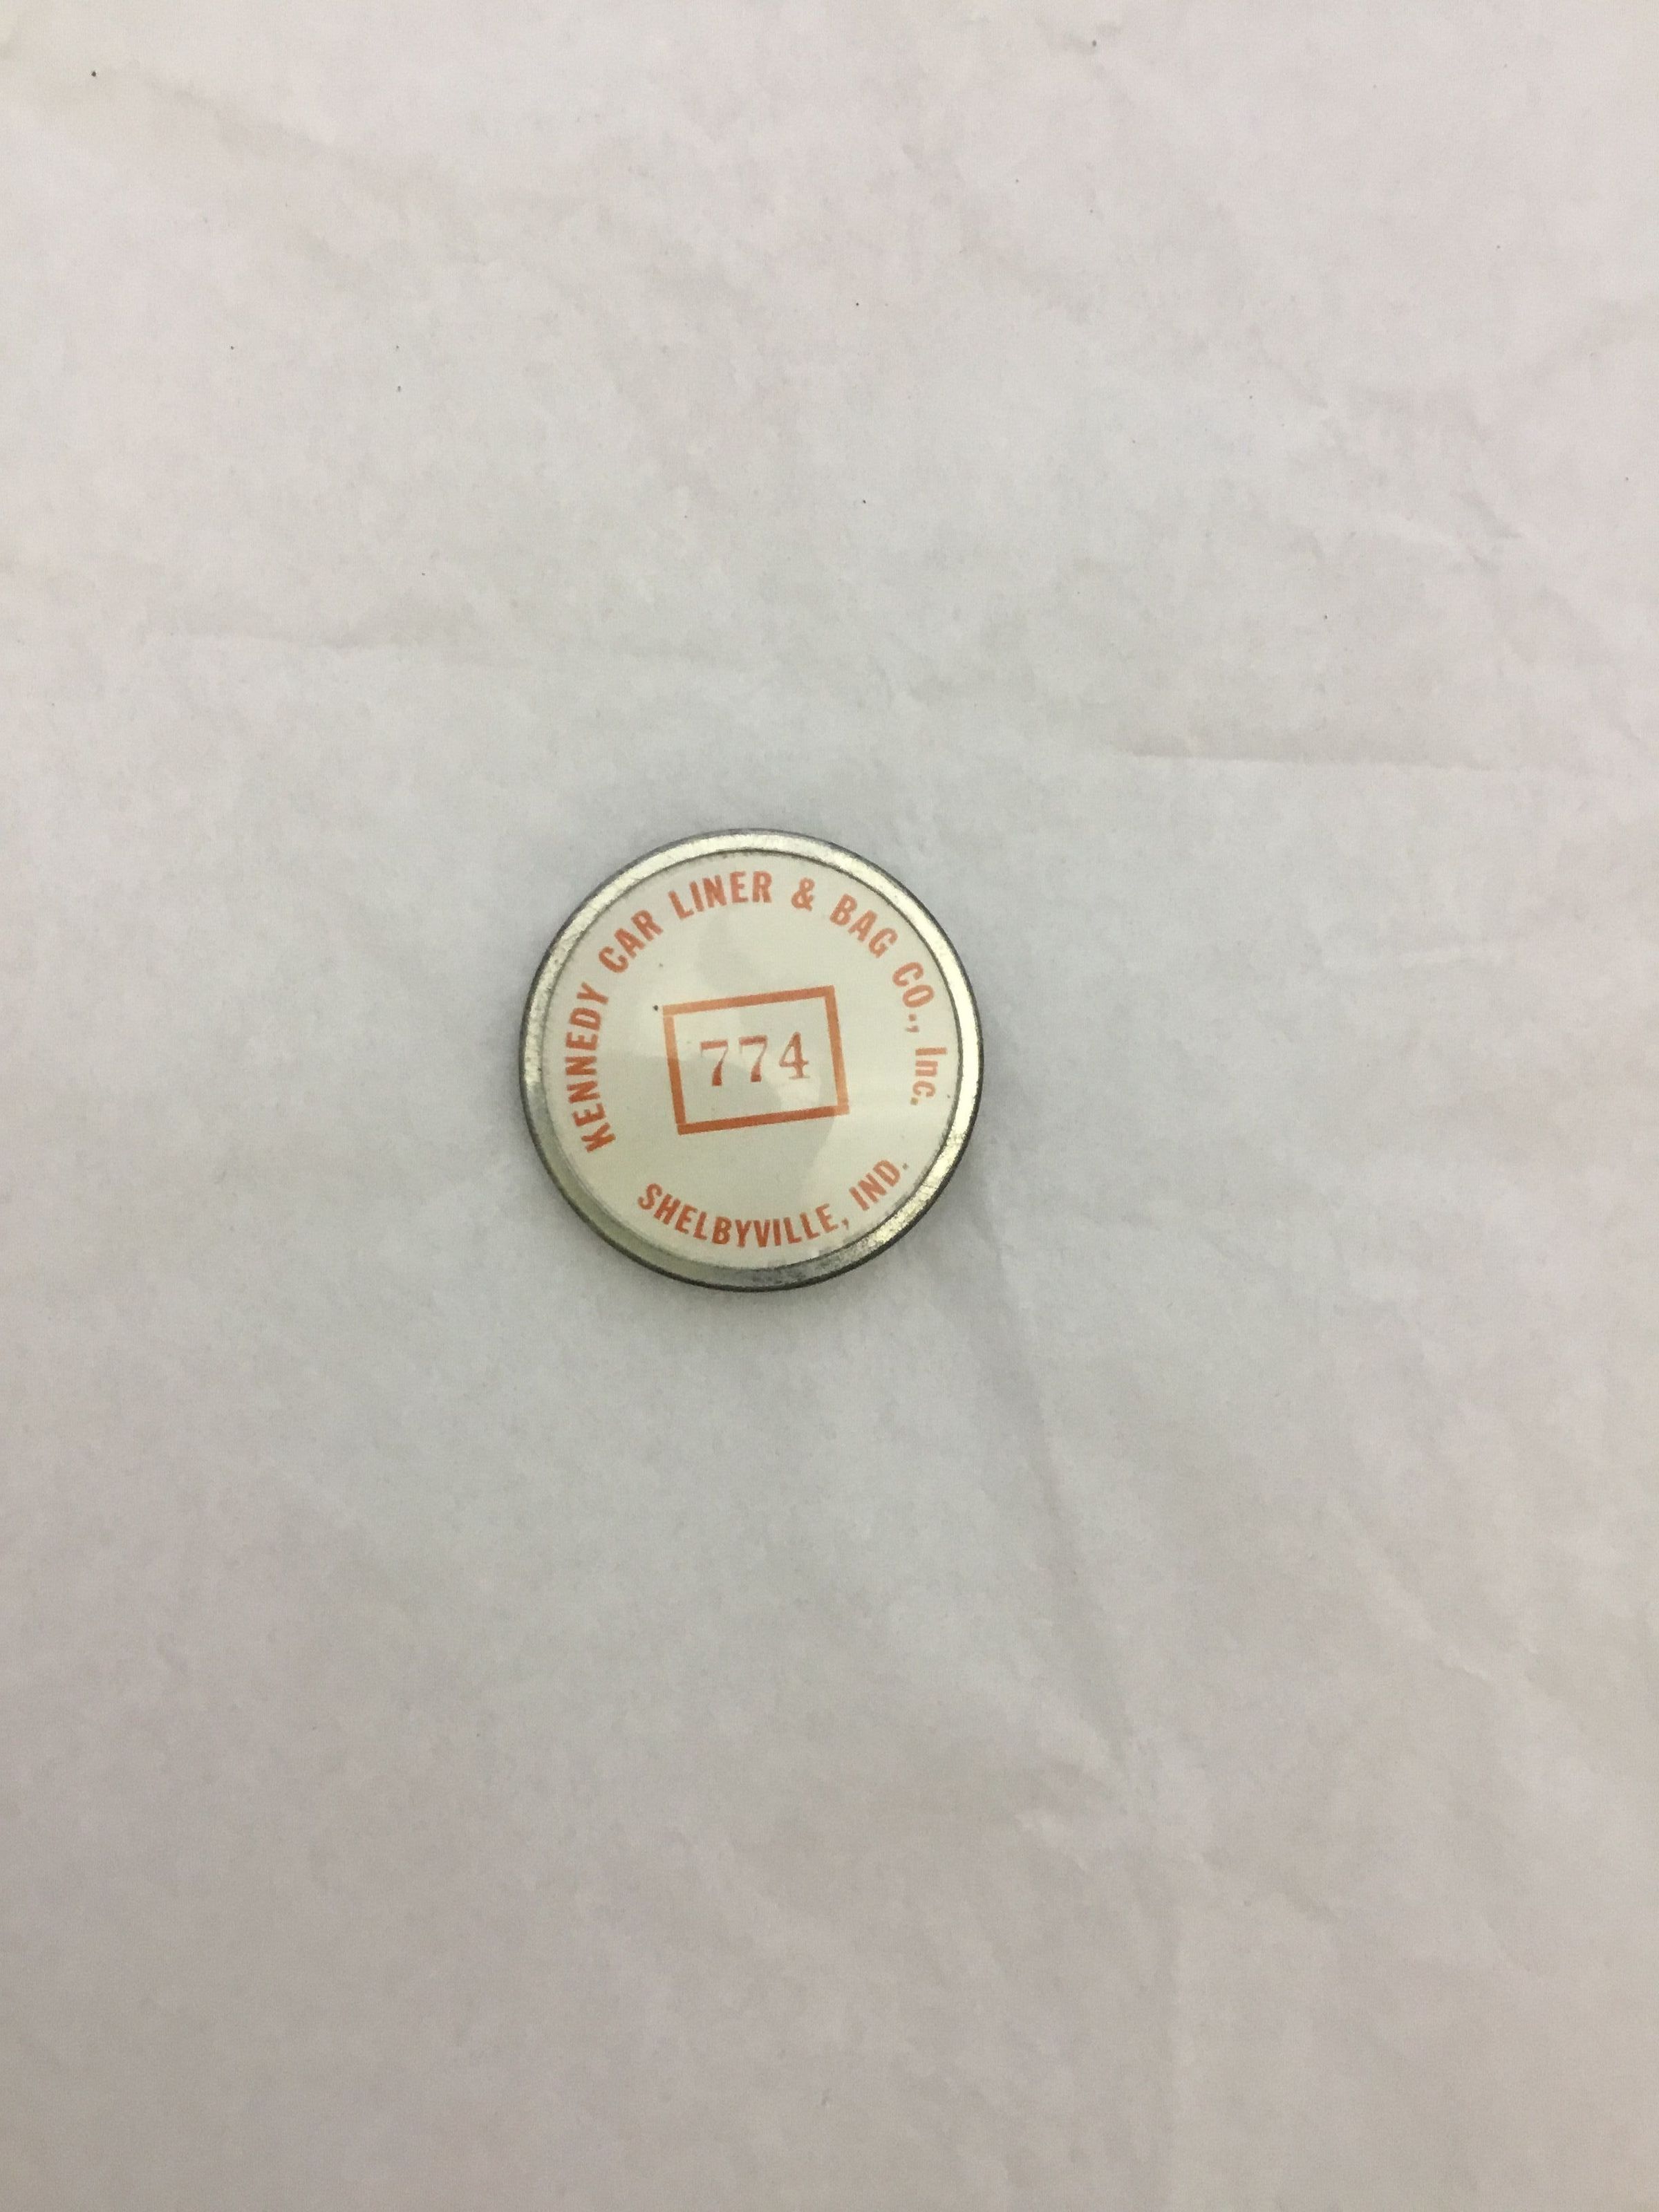 KENNEDY CAR LINER & BAG CO., Inc.
774
SHELBYVILLE, IND.